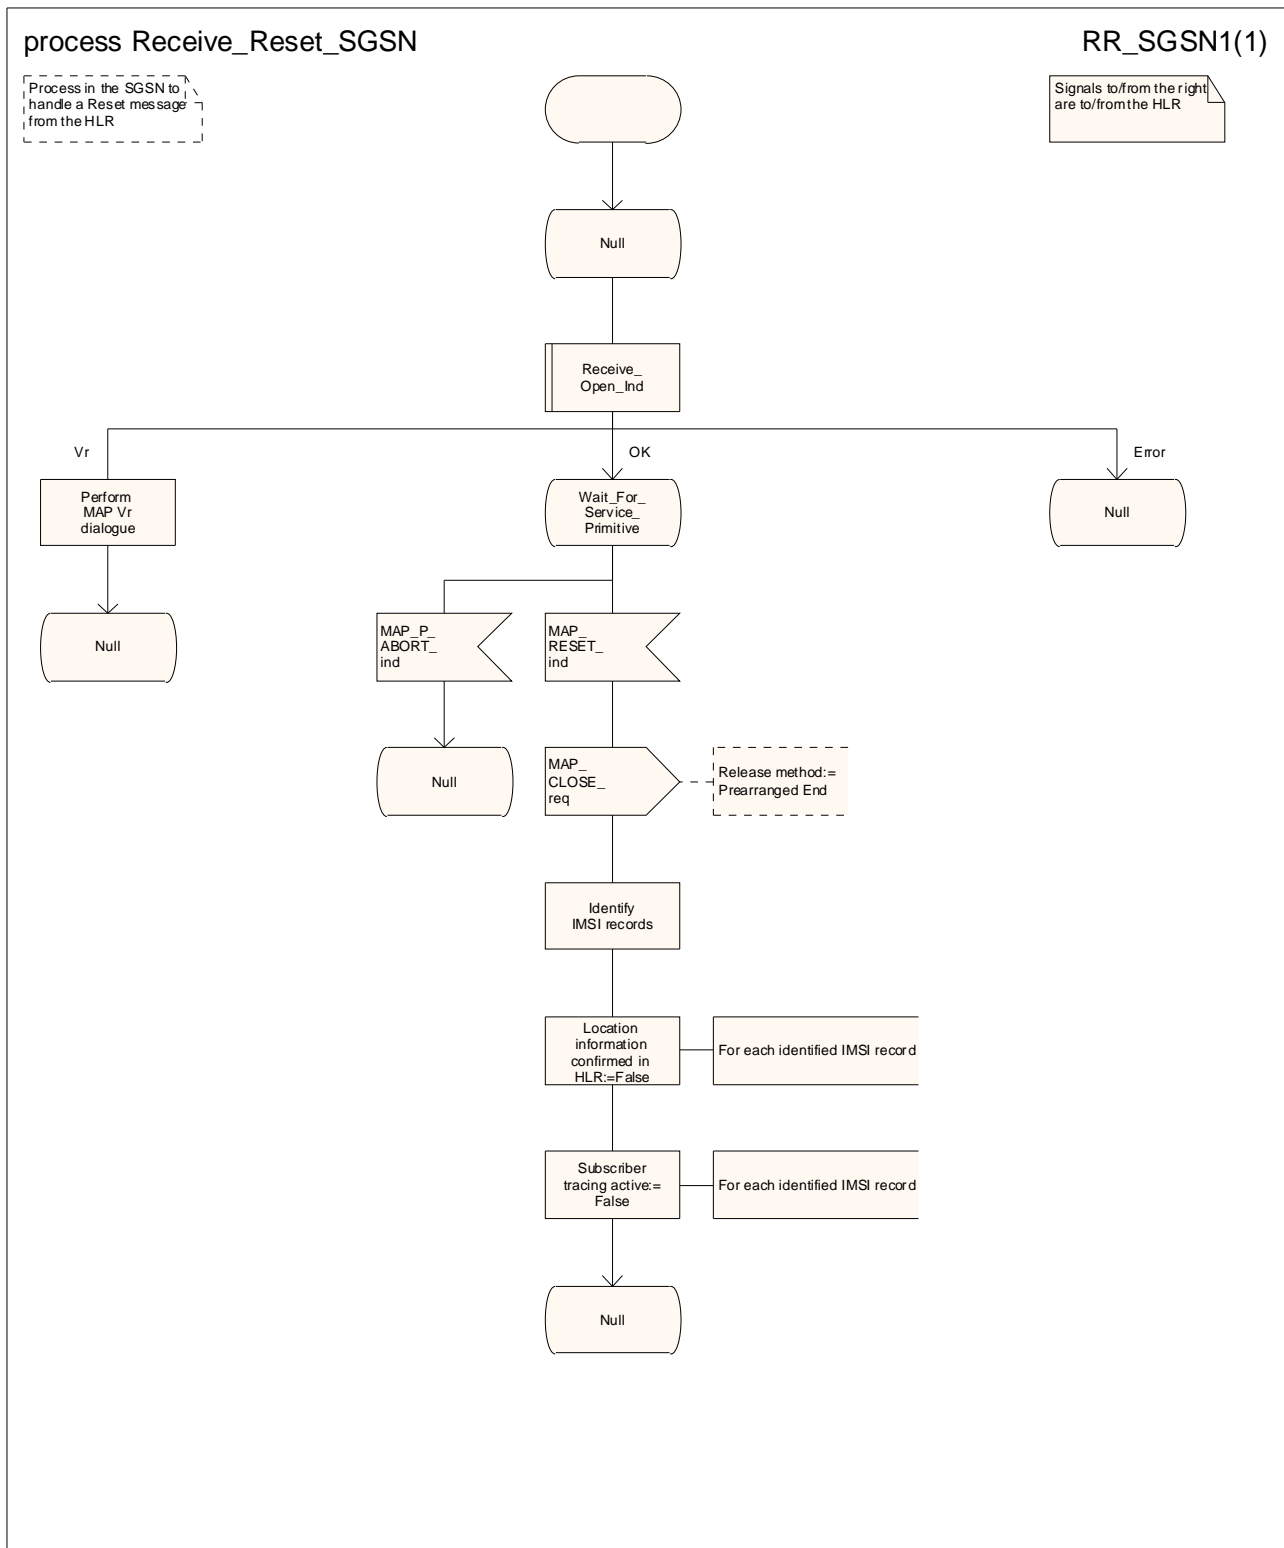 process Receive_Reset_SGSN
RR_SGSN1(1)
Process in the SGSN to
handle a Reset message
from the HLR
Signals to/from the right
are to/from the HLR
Null
Receive_
Open_Ind
Vr
OK
Error
Perform
MAP Vr
dialogue
Wait_For_
Service_
Primitive
Null
Null
MAP_P_
ABORT_
ind
MAP_
RESET_
ind
Null
MAP_
CLOSE_
req
Release method:=
Prearranged End
Identify
IMSI records
Location
information
confirmed in
HLR:=False
For each identified IMSI record
Subscriber
tracing active:=
False
For each identified IMSI record
Null